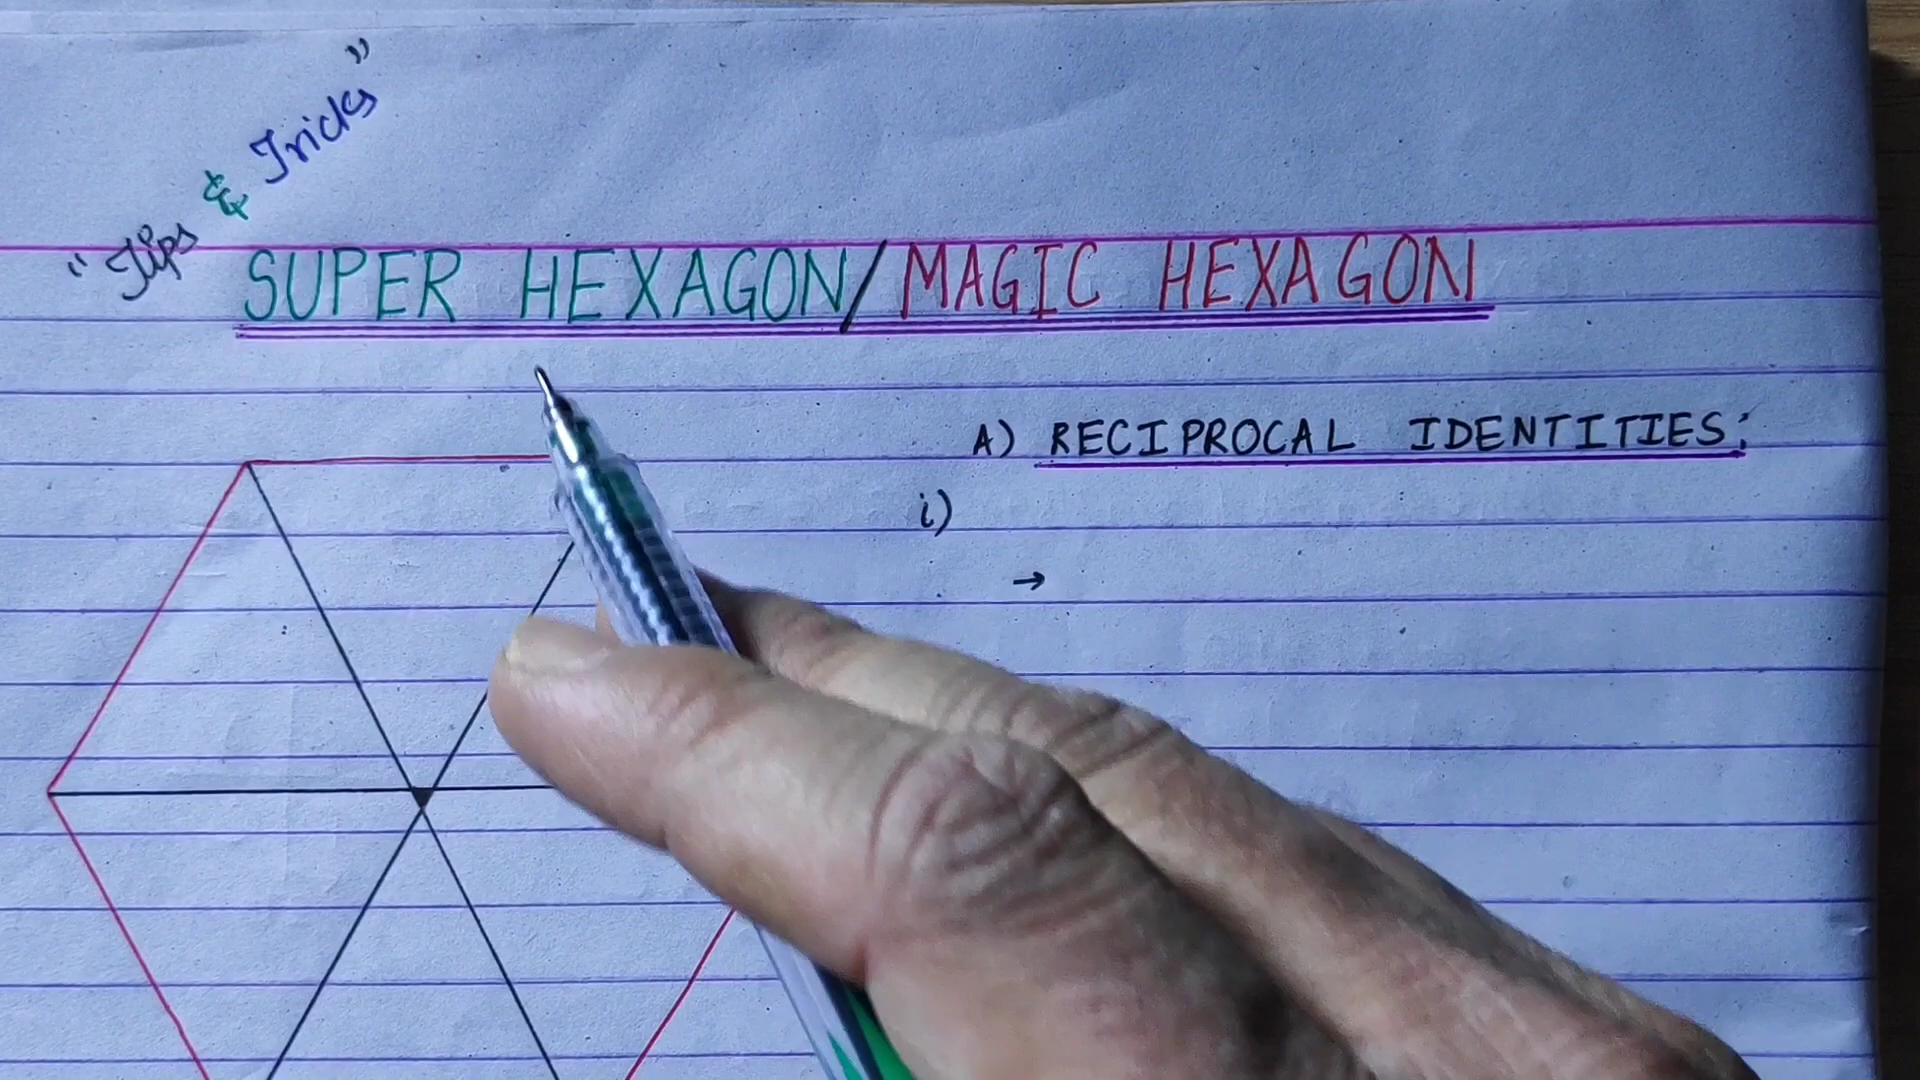 "Tips & Tricks"
SUPER HEXAGON/MAGIC HEXAGON
A) RECIPROCAL IDENTITIES:
i)
→